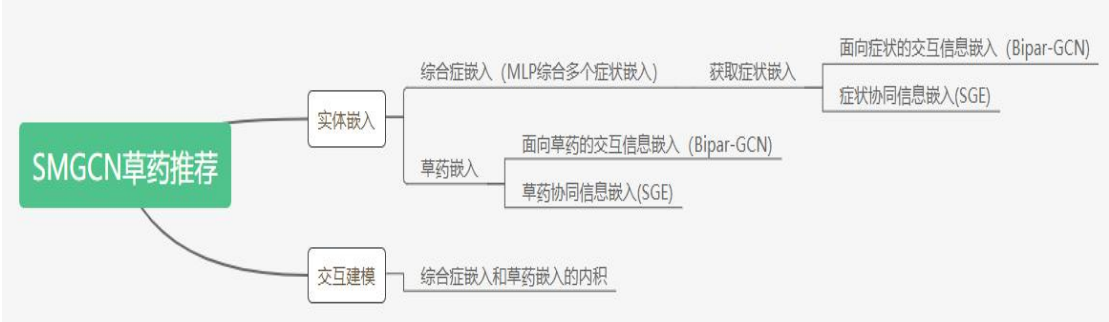 SMGCN草药推荐
实体嵌入
综合症嵌入（MLP综合多个症状嵌入）
获取症状嵌入
面向症状的交互信息嵌入（Bipar-GCN）
症状协同信息嵌入(SGE)
草药嵌入
面向草药的交互信息嵌入（Bipar-GCN）
草药协同信息嵌入(SGE)
交互建模
综合症嵌入和草药嵌入的内积